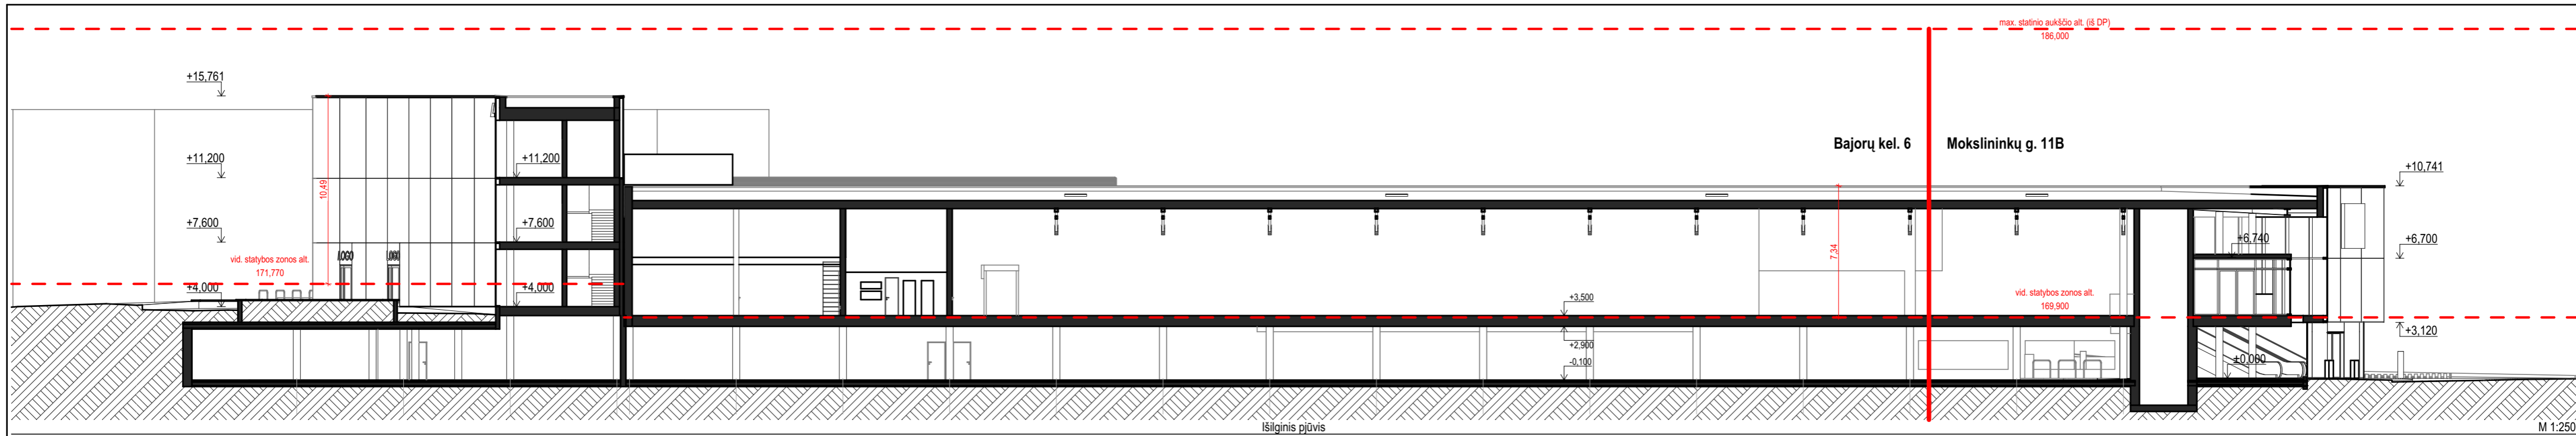 max. statinio aukščio alt. (iš DP)
186,000
+15,761
Bajorų kel. 6
Mokslininkų g. 11B
+11,200
+11,200
+10,741
10,49
+7,600
+7,600
7,34
+6,740
+6,700
LOGO
LOGO
vid. statybos zonos alt.
171,770
+4,000
+4,000
vid. statybos zonos alt.
169,900
+3,500
+3,120
+2,900
-0,100
±0,000
Išilginis pjūvis
M 1:250